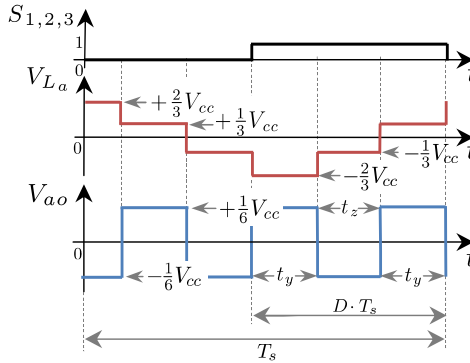 S₁,₂,₃
1
0
t
V_{L_a}
+ 2/3 V_{cc}
+ 1/3 V_{cc}
0
t
− 1/3 V_{cc}
− 2/3 V_{cc}
V_{ao}
+ 1/6 V_{cc}
t_z
0
t
− 1/6 V_{cc}
t_y
t_y
D · T_s
T_s